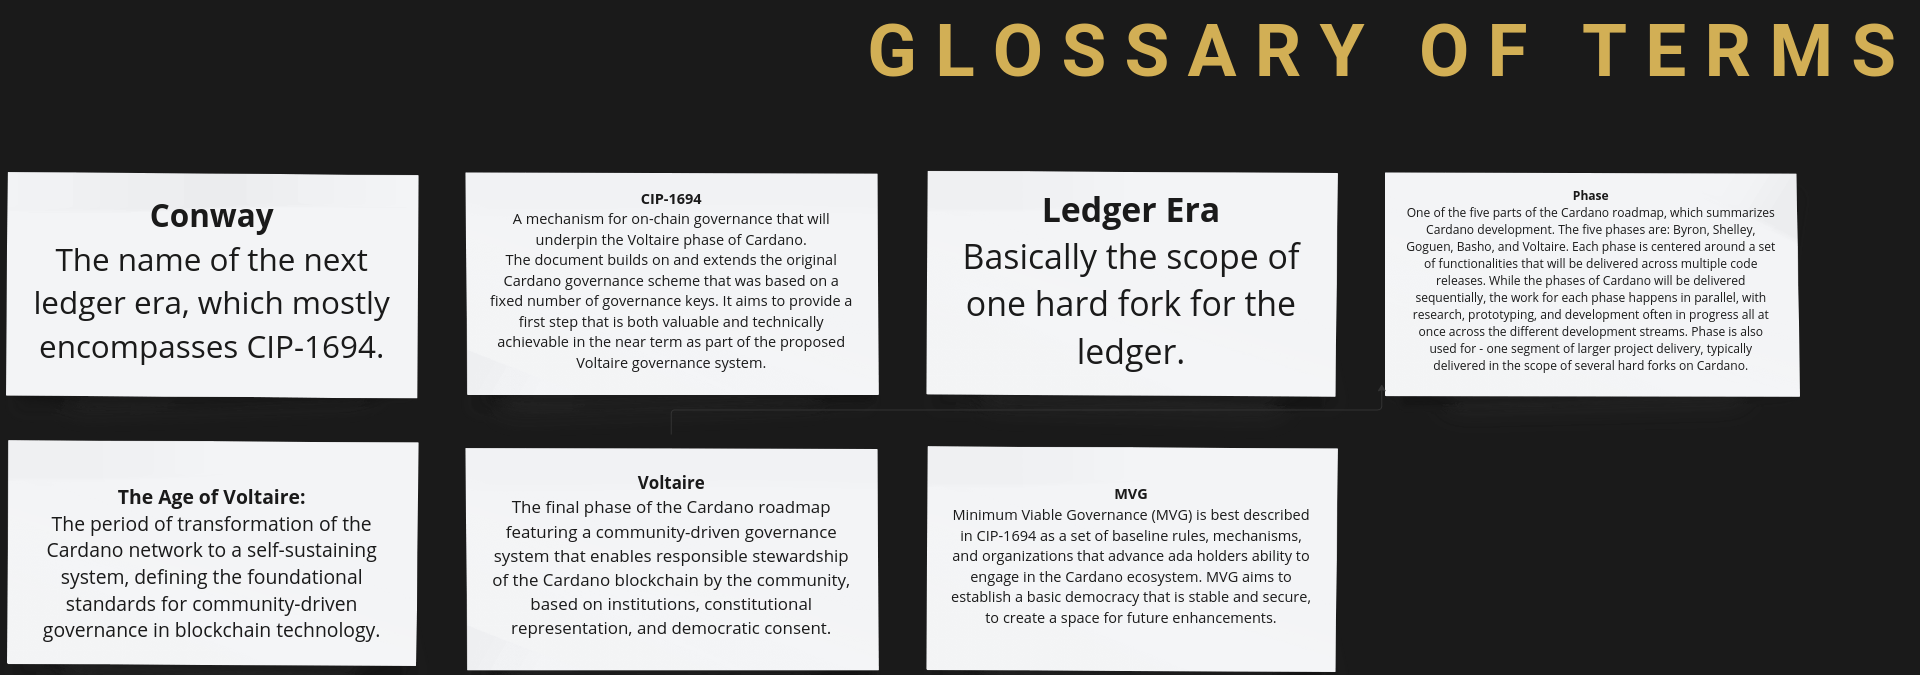 GLOSSARY OF TERMS
Conway
The name of the next
ledger era, which mostly
encompasses CIP-1694.
CIP-1694
A mechanism for on-chain governance that will
underpin the Voltaire phase of Cardano.
The document builds on and extends the original
Cardano governance scheme that was based on a
fixed number of governance keys. It aims to provide a
first step that is both valuable and technically
achievable in the near term as part of the proposed
Voltaire governance system.
Ledger Era
Basically the scope of
one hard fork for the
ledger.
Phase
One of the five parts of the Cardano roadmap, which summarizes
Cardano development. The five phases are: Byron, Shelley,
Goguen, Basho, and Voltaire. Each phase is centered around a set
of functionalities that will be delivered across multiple code
releases. While the phases of Cardano will be delivered
sequentially, the work for each phase happens in parallel, with
research, prototyping, and development often in progress all at
once across the different development streams. Phase is also
used for - one segment of larger project delivery, typically
delivered in the scope of several hard forks on Cardano.
The Age of Voltaire:
The period of transformation of the
Cardano network to a self-sustaining
system, defining the foundational
standards for community-driven
governance in blockchain technology.
Voltaire
The final phase of the Cardano roadmap
featuring a community-driven governance
system that enables responsible stewardship
of the Cardano blockchain by the community,
based on institutions, constitutional
representation, and democratic consent.
MVG
Minimum Viable Governance (MVG) is best described
in CIP-1694 as a set of baseline rules, mechanisms,
and organizations that advance ada holders ability to
engage in the Cardano ecosystem. MVG aims to
establish a basic democracy that is stable and secure,
to create a space for future enhancements.